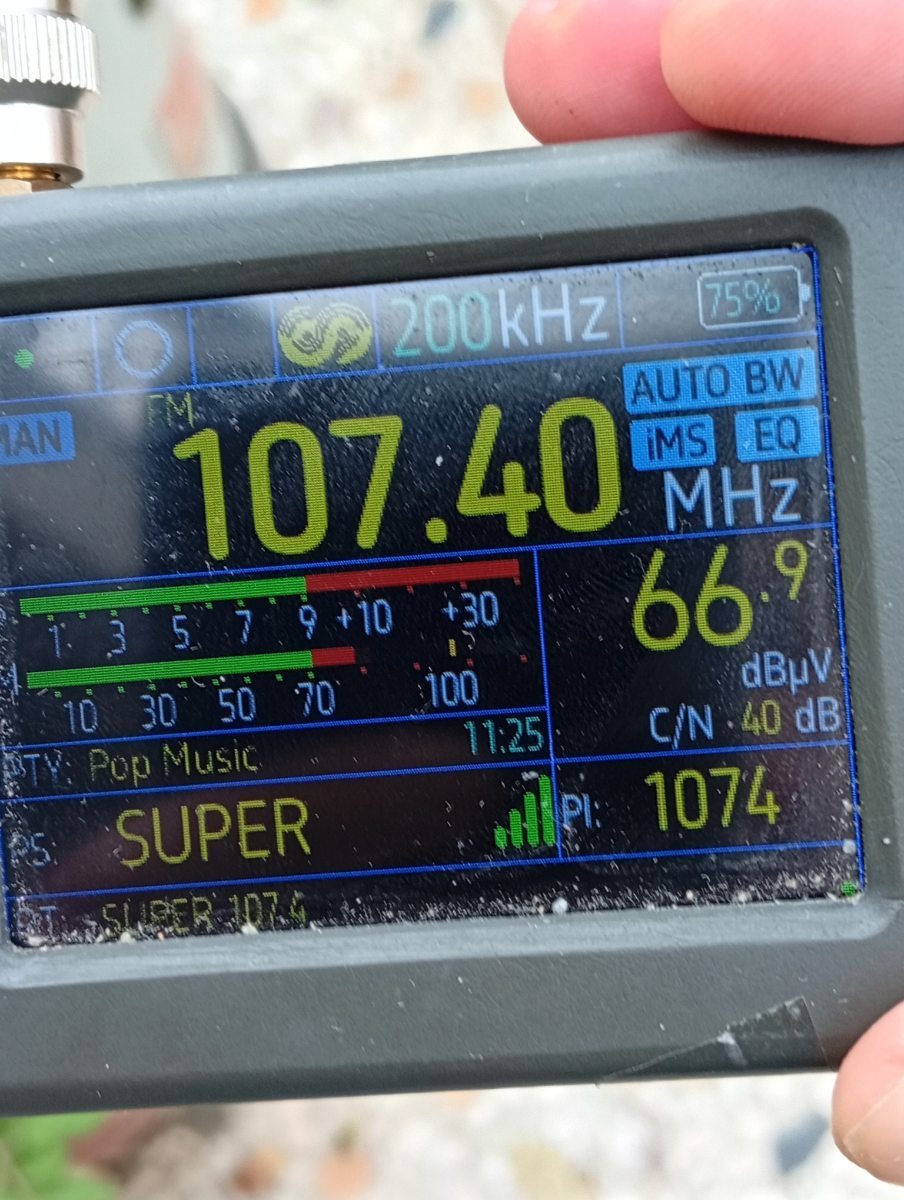 200kHz 75%
FM AUTO BW
MAN iMS EQ
107.40 MHz
66.9 dBµV
1 3 5 7 9 +10 +30
10 30 50 70 100
C/N 40 dB
PTY: Pop Music 11:25
PS: SUPER PI: 1074
RT: SUPER 107.4